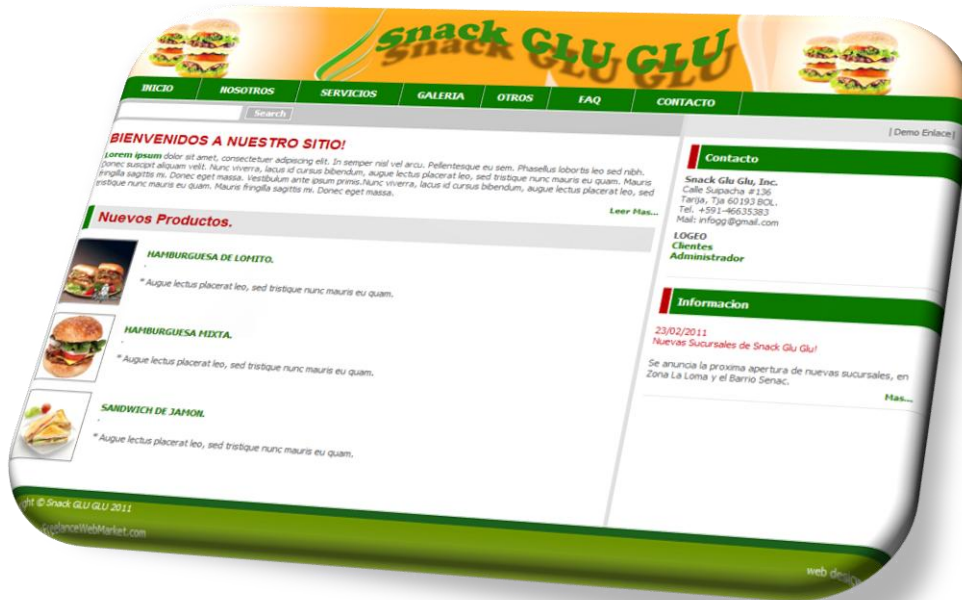 Snack GLU GLU
INICIO NOSOTROS SERVICIOS GALERIA OTROS FAQ CONTACTO
Search
| Demo Enlace |
BIENVENIDOS A NUESTRO SITIO!
Lorem ipsum dolor sit amet, consectetuer adipiscing elit. In semper nisl vel arcu. Pellentesque eu sem. Phasellus lobortis leo sed nibh.
Donec suscipit aliquam velit. Nunc viverra, lacus id cursus bibendum, augue lectus placerat leo, sed tristique nunc mauris eu quam. Mauris
fringilla sagittis mi. Donec eget massa. Vestibulum ante ipsum primis.Nunc viverra, lacus id cursus bibendum, augue lectus placerat leo, sed
tristique nunc mauris eu quam. Mauris fringilla sagittis mi. Donec eget massa.
Leer Mas...
Nuevos Productos.
HAMBURGUESA DE LOMITO.
.
" Augue lectus placerat leo, sed tristique nunc mauris eu quam.
HAMBURGUESA MIXTA.
.
" Augue lectus placerat leo, sed tristique nunc mauris eu quam.
SANDWICH DE JAMON.
.
" Augue lectus placerat leo, sed tristique nunc mauris eu quam.
Contacto
Snack Glu Glu, Inc.
Calle Suipacha #136
Tarija, Tja 60193 BOL.
Tel. +591-46635383
Mail: infogg@gmail.com
LOGEO
Clientes
Administrador
Informacion
23/02/2011
Nuevas Sucursales de Snack Glu Glu!
Se anuncia la proxima apertura de nuevas sucursales, en
Zona La Loma y el Barrio Senac.
Mas...
© Snack GLU GLU 2011
FreelanceWebMarket.com
web design